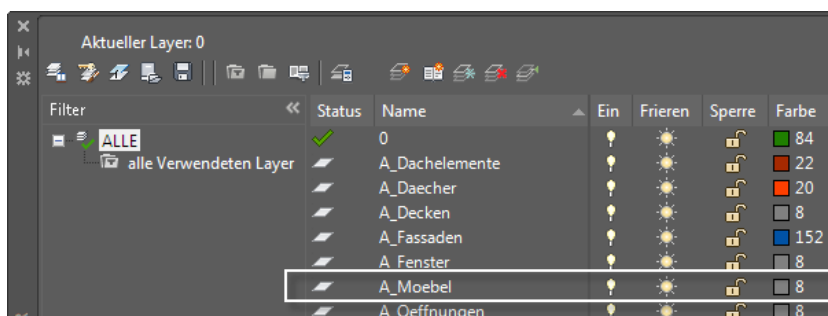 Aktueller Layer: 0
Filter
Status Name Ein Frieren Sperre Farbe
ALLE
alle Verwendeten Layer
0 84
A_Dachelemente 22
A_Daecher 20
A_Decken 8
A_Fassaden 152
A_Fenster 8
A_Moebel 8
A_Oeffnungen 8